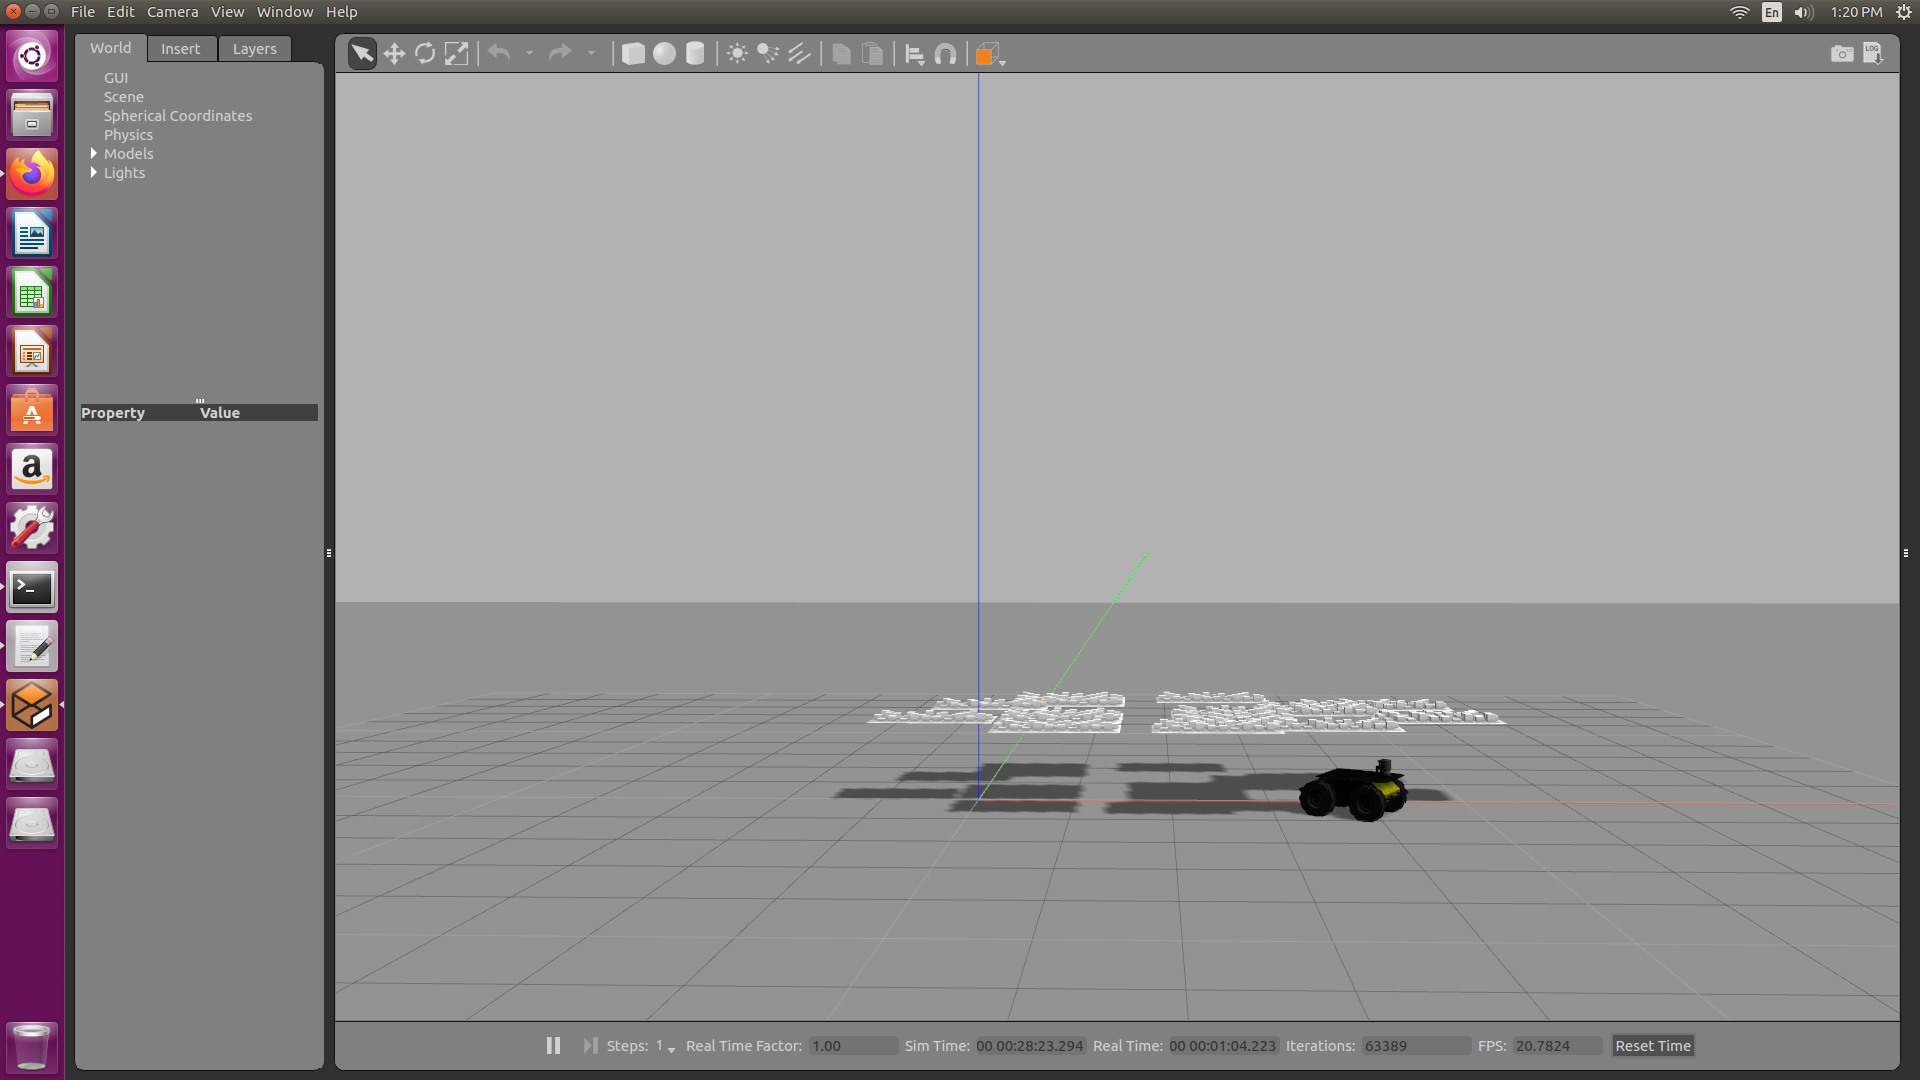 File Edit Camera View Window Help
En
1:20 PM
World Insert Layers
LOG
GUI
Scene
Spherical Coordinates
Physics
Models
Lights
Property Value
Steps: 1 Real Time Factor: 1.00 Sim Time: 00 00:28:23.294 Real Time: 00 00:01:04.223 Iterations: 63389 FPS: 20.7824 Reset Time